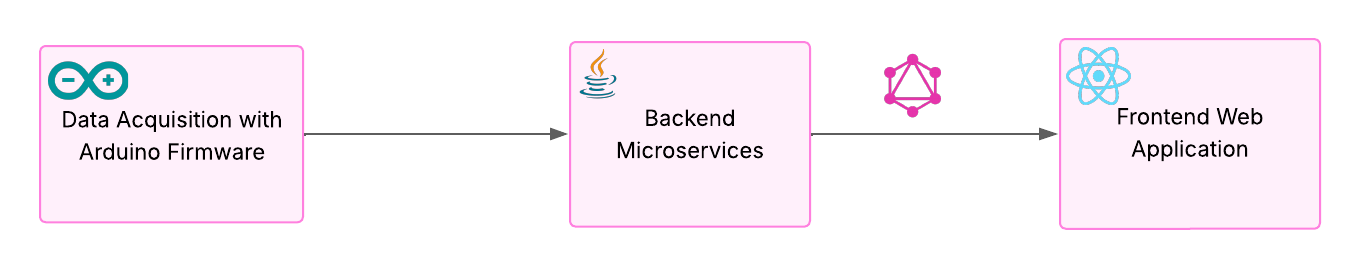 Data Acquisition with
Arduino Firmware
Backend
Microservices
Frontend Web
Application